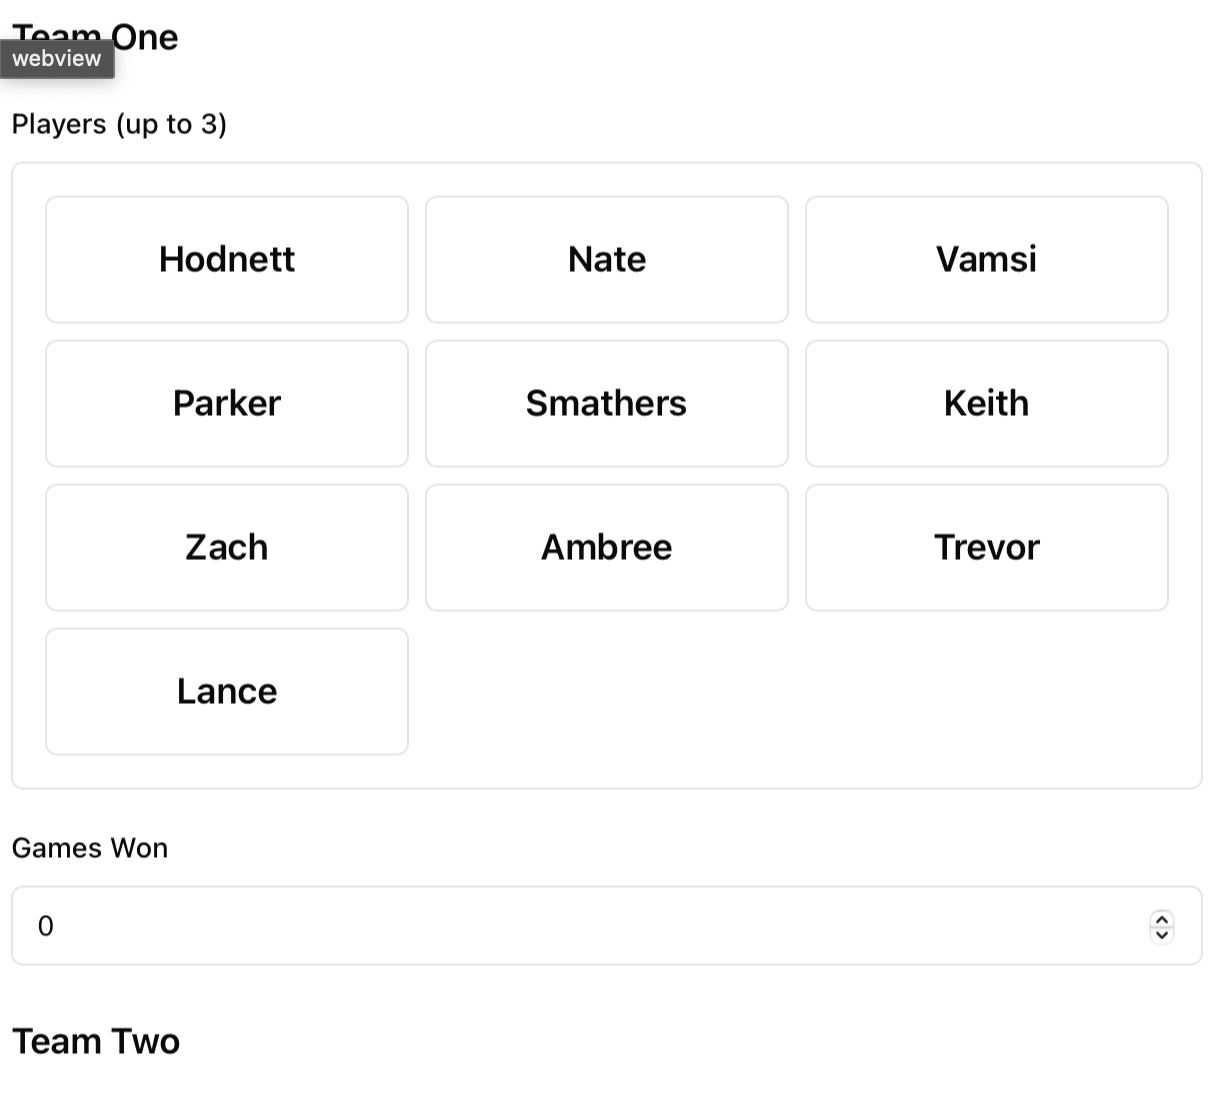 Team One
webview
Players (up to 3)
Hodnett Nate Vamsi
Parker Smathers Keith
Zach Ambree Trevor
Lance
Games Won
0
Team Two